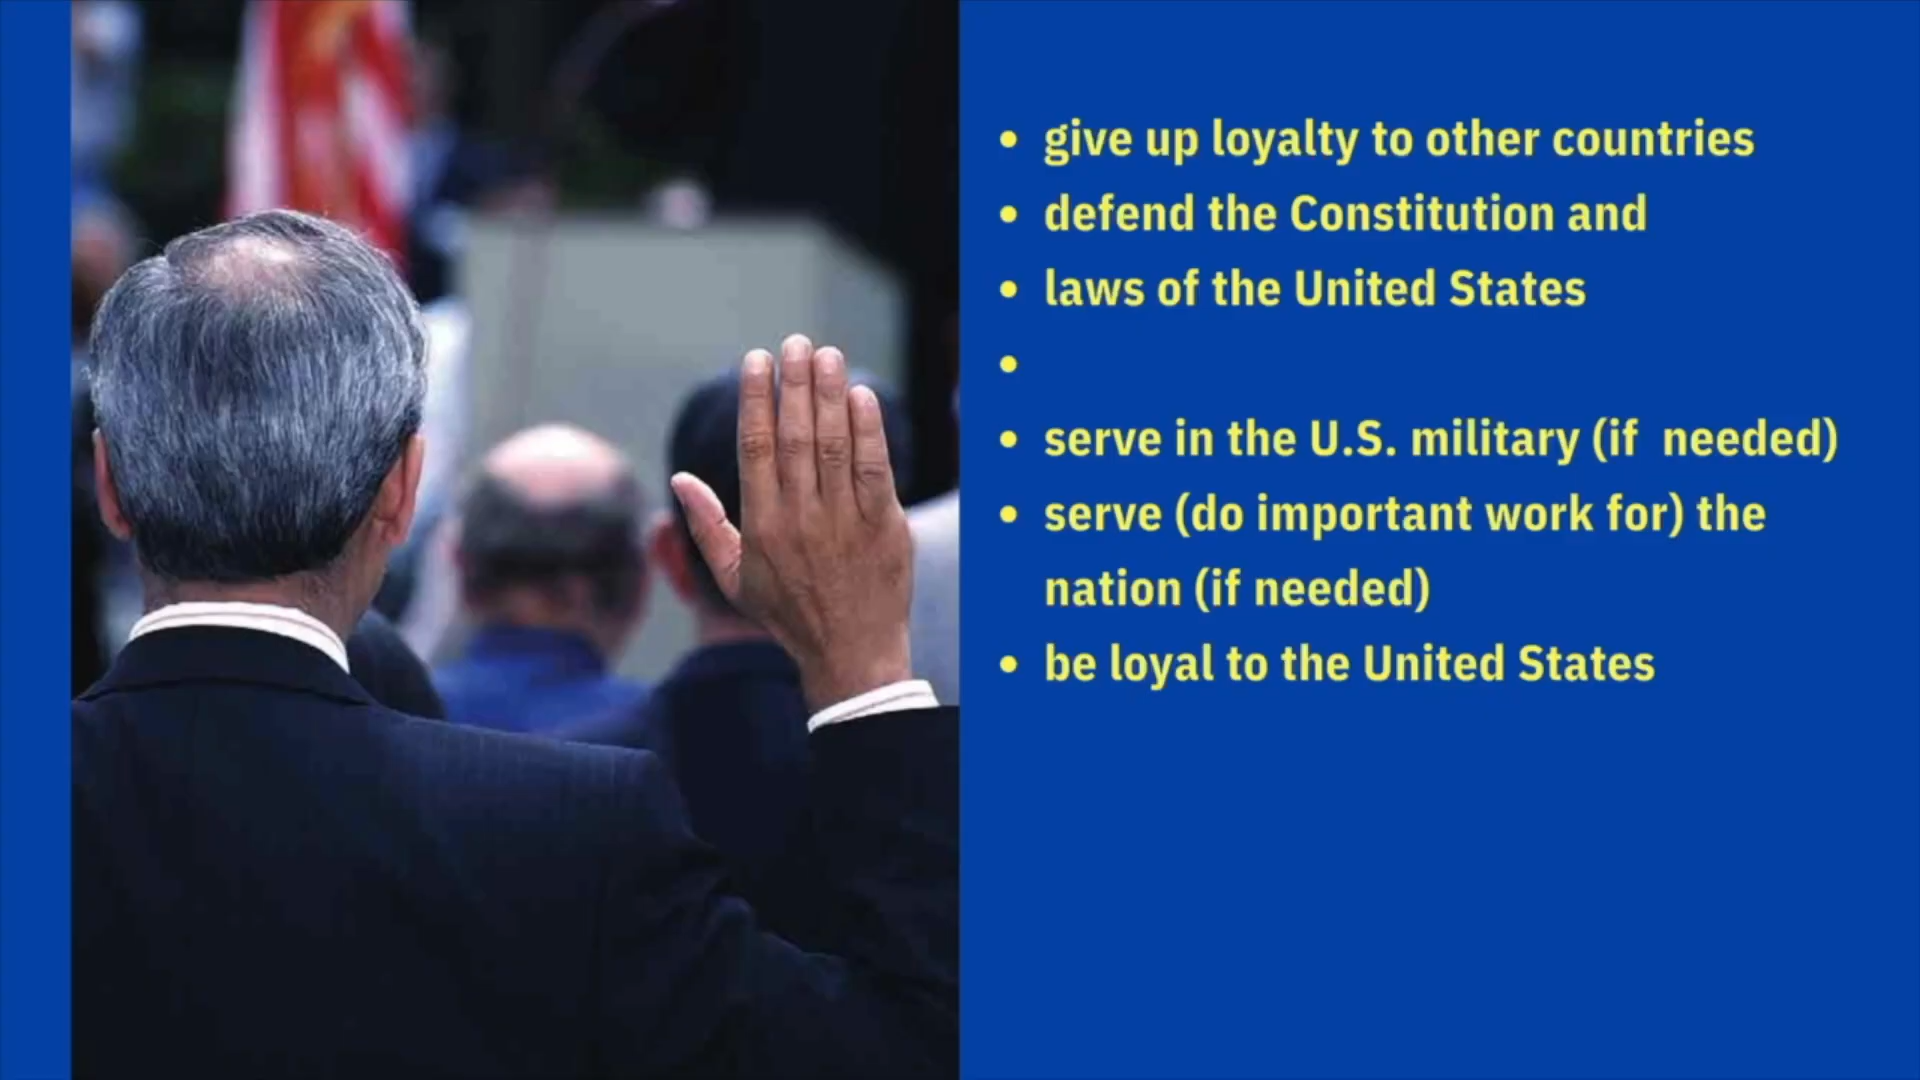 • give up loyalty to other countries
• defend the Constitution and
• laws of the United States
•
• serve in the U.S. military (if  needed)
• serve (do important work for) the
nation (if needed)
• be loyal to the United States